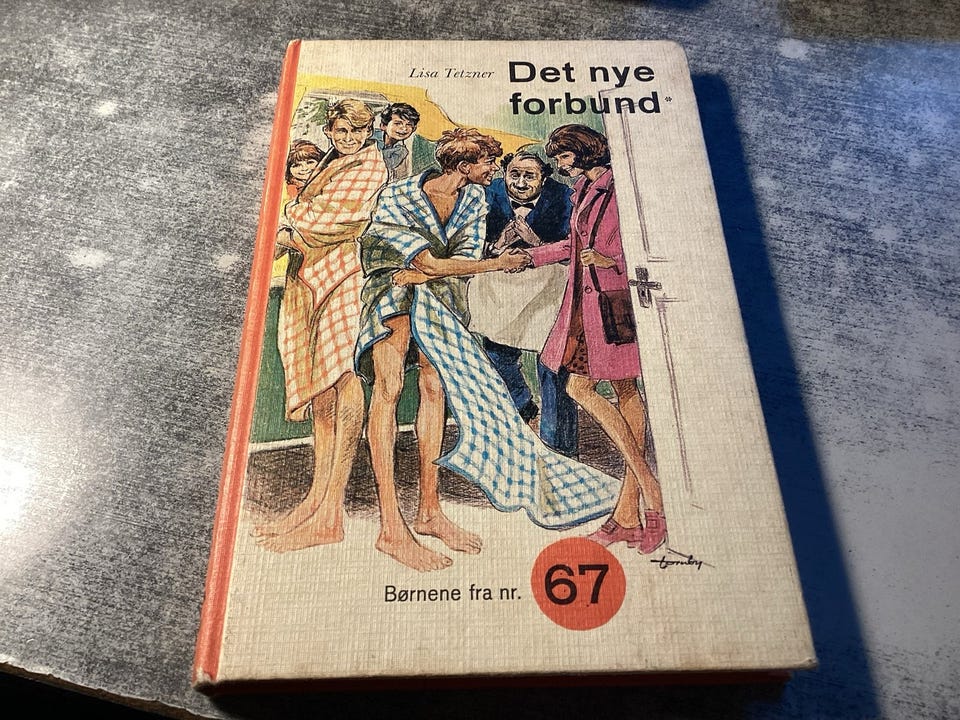 Lisa Tetzner Det nye
forbund*
Børnene fra nr. 67